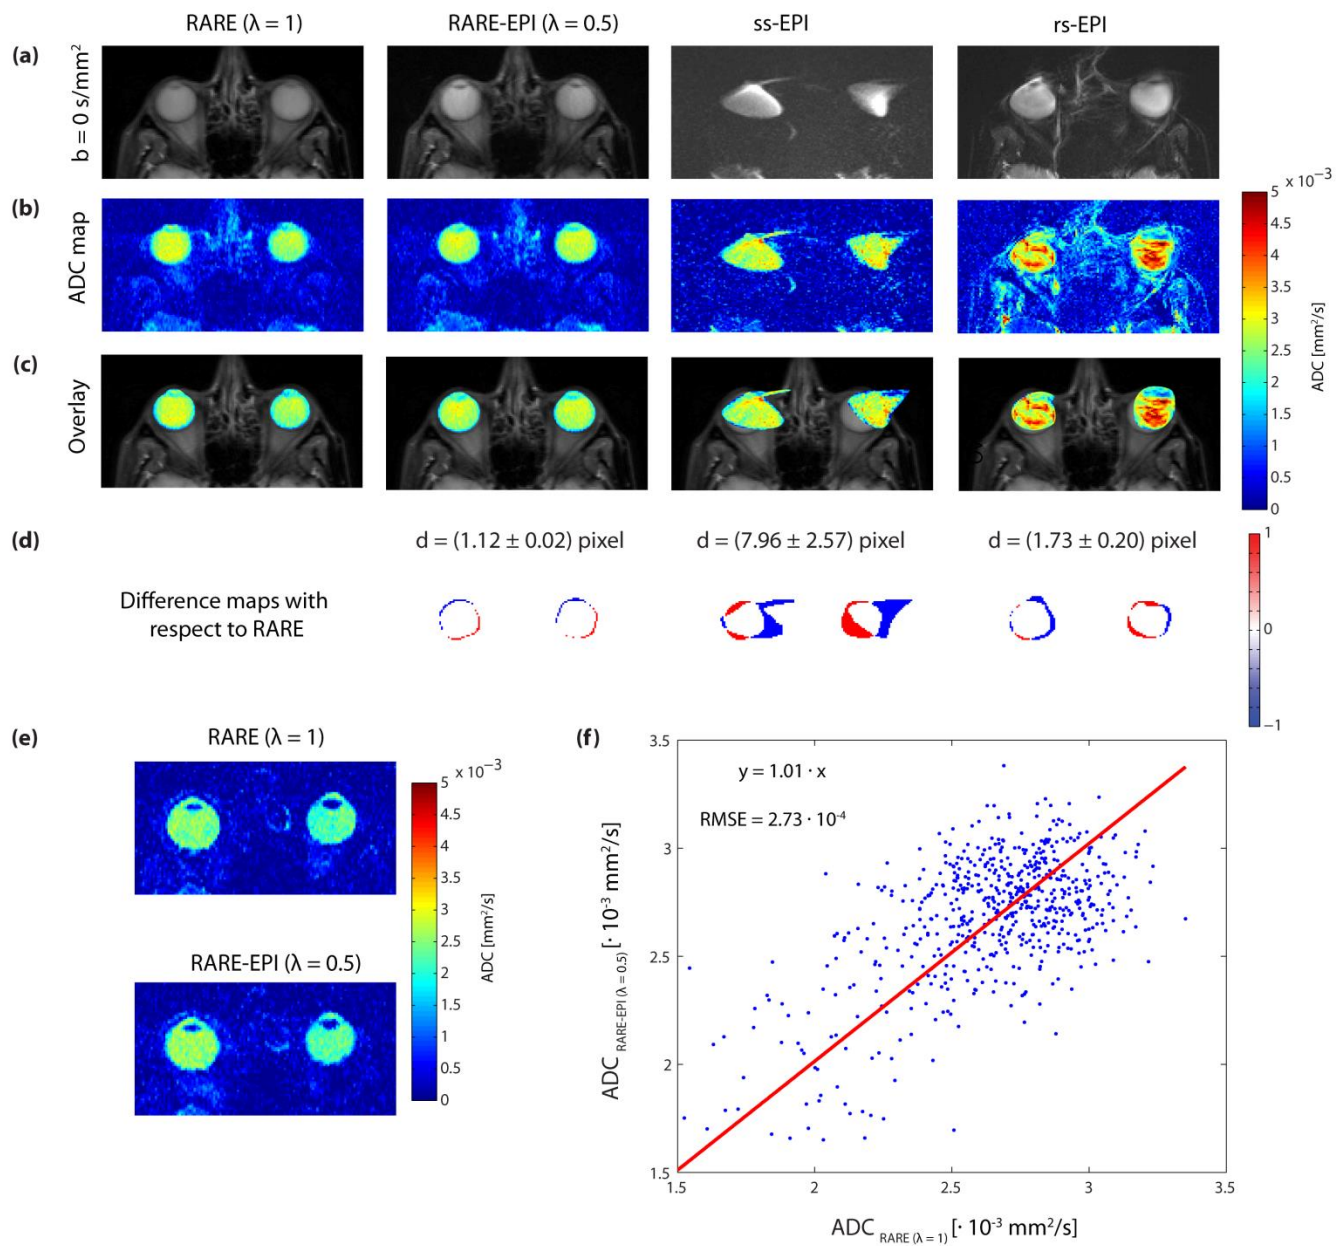 RARE (λ = 1)
RARE-EPI (λ = 0.5)
ss-EPI
rs-EPI
(a)
b = 0 s/mm²
(b)
ADC map
(c)
Overlay
x 10⁻³
5
4.5
4
3.5
3
2.5
2
1.5
1
0.5
0
ADC [mm²/s]
(d)
d = (1.12 ± 0.02) pixel
d = (7.96 ± 2.57) pixel
d = (1.73 ± 0.20) pixel
Difference maps with
respect to RARE
1
0
−1
(e)
RARE (λ = 1)
RARE-EPI (λ = 0.5)
x 10⁻³
5
4.5
4
3.5
3
2.5
2
1.5
1
0.5
0
ADC [mm²/s]
(f)
y = 1.01 · x
RMSE = 2.73 · 10⁻⁴
3.5
3
2.5
2
1.5
ADC RARE-EPI (λ = 0.5) [· 10⁻³ mm²/s]
1.5
2
2.5
3
3.5
ADC RARE (λ = 1) [· 10⁻³ mm²/s]